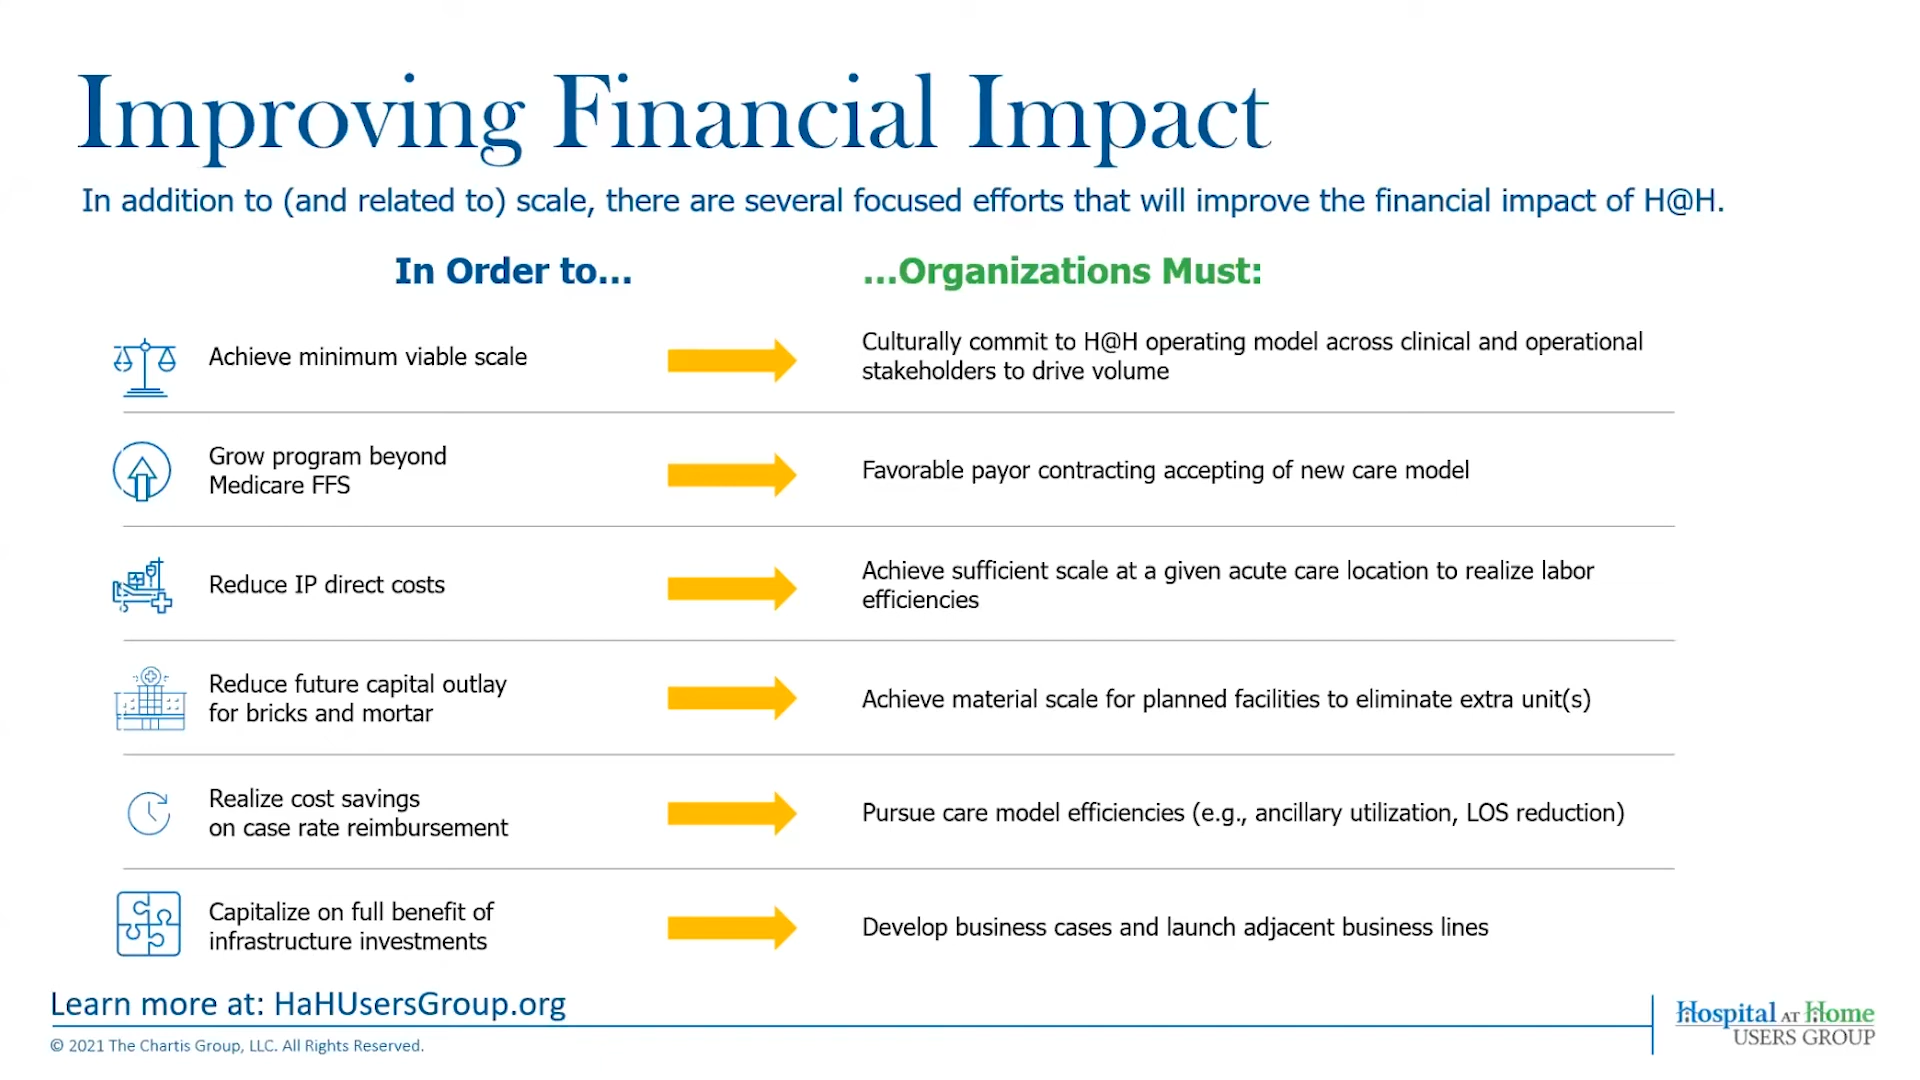 Improving Financial Impact
In addition to (and related to) scale, there are several focused efforts that will improve the financial impact of H@H.
In Order to...
...Organizations Must:
Achieve minimum viable scale
Culturally commit to H@H operating model across clinical and operational
stakeholders to drive volume
Grow program beyond
Medicare FFS
Favorable payor contracting accepting of new care model
Reduce IP direct costs
Achieve sufficient scale at a given acute care location to realize labor
efficiencies
Reduce future capital outlay
for bricks and mortar
Achieve material scale for planned facilities to eliminate extra unit(s)
Realize cost savings
on case rate reimbursement
Pursue care model efficiencies (e.g., ancillary utilization, LOS reduction)
Capitalize on full benefit of
infrastructure investments
Develop business cases and launch adjacent business lines
Learn more at: HaHUsersGroup.org
© 2021 The Chartis Group, LLC. All Rights Reserved.
Hospital AT Home
USERS GROUP